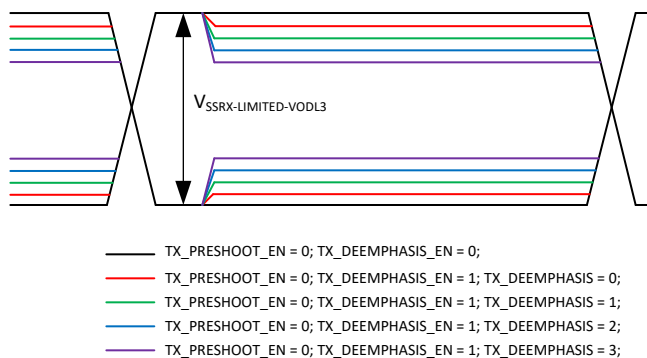 VSSRX-LIMITED-VODL3
TX_PRESHOOT_EN = 0; TX_DEEMPHASIS_EN = 0;
TX_PRESHOOT_EN = 0; TX_DEEMPHASIS_EN = 1; TX_DEEMPHASIS = 0;
TX_PRESHOOT_EN = 0; TX_DEEMPHASIS_EN = 1; TX_DEEMPHASIS = 1;
TX_PRESHOOT_EN = 0; TX_DEEMPHASIS_EN = 1; TX_DEEMPHASIS = 2;
TX_PRESHOOT_EN = 0; TX_DEEMPHASIS_EN = 1; TX_DEEMPHASIS = 3;